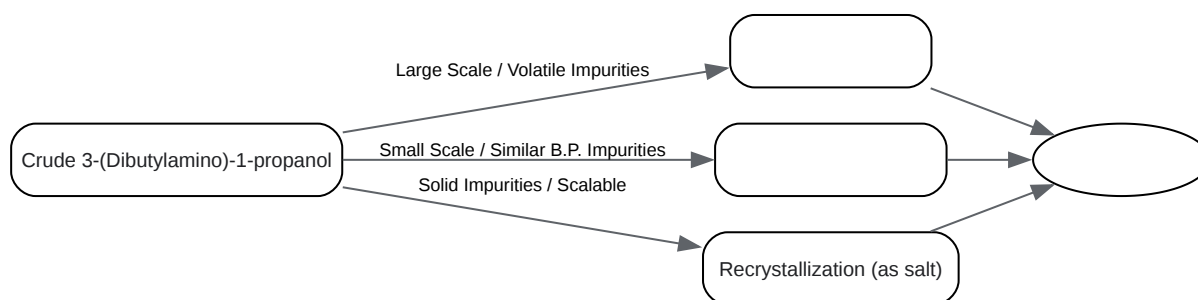 Large Scale / Volatile Impurities
Crude 3-(Dibutylamino)-1-propanol
Small Scale / Similar B.P. Impurities
Solid Impurities / Scalable
Recrystallization (as salt)